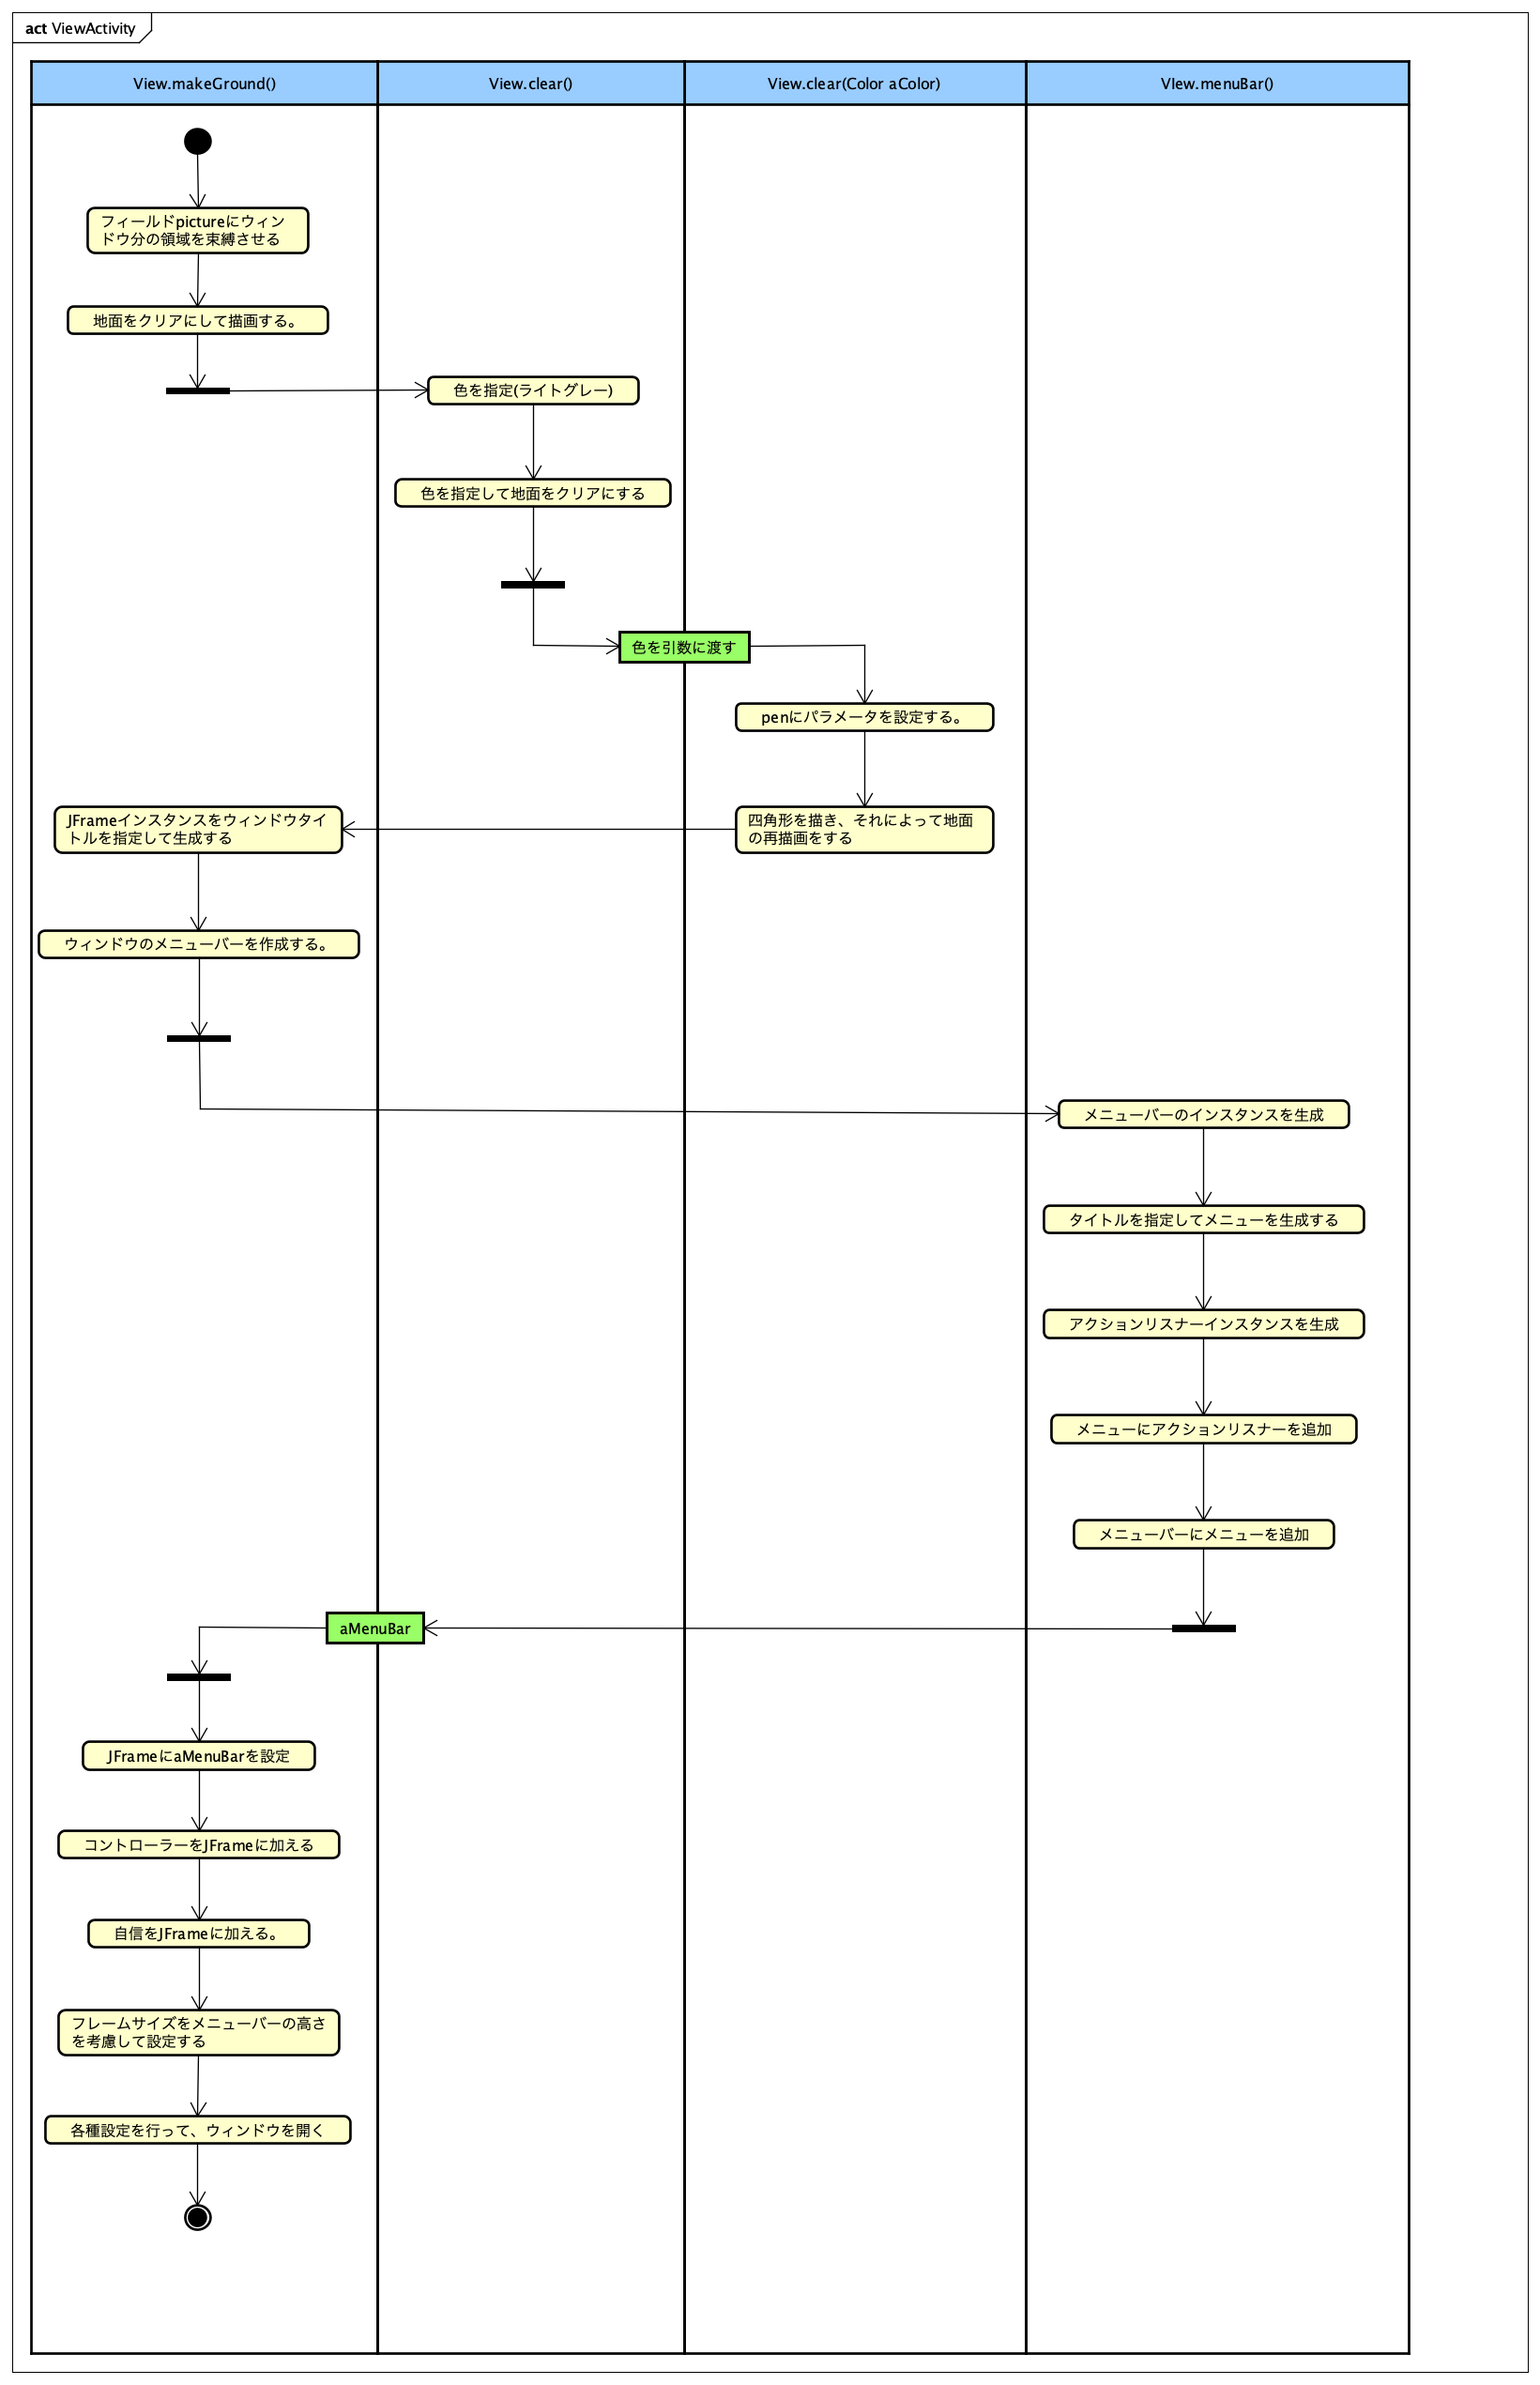 act ViewActivity
View.makeGround()
View.clear()
View.clear(Color aColor)
VIew.menuBar()
フィールドpictureにウィン
ドウ分の領域を束縛させる
地面をクリアにして描画する。
色を指定(ライトグレー)
色を指定して地面をクリアにする
色を引数に渡す
penにパラメータを設定する。
JFrameインスタンスをウィンドウタイ
トルを指定して生成する
四角形を描き、それによって地面
の再描画をする
ウィンドウのメニューバーを作成する。
メニューバーのインスタンスを生成
タイトルを指定してメニューを生成する
アクションリスナーインスタンスを生成
メニューにアクションリスナーを追加
メニューバーにメニューを追加
aMenuBar
JFrameにaMenuBarを設定
コントローラーをJFrameに加える
自信をJFrameに加える。
フレームサイズをメニューバーの高さ
を考慮して設定する
各種設定を行って、ウィンドウを開く